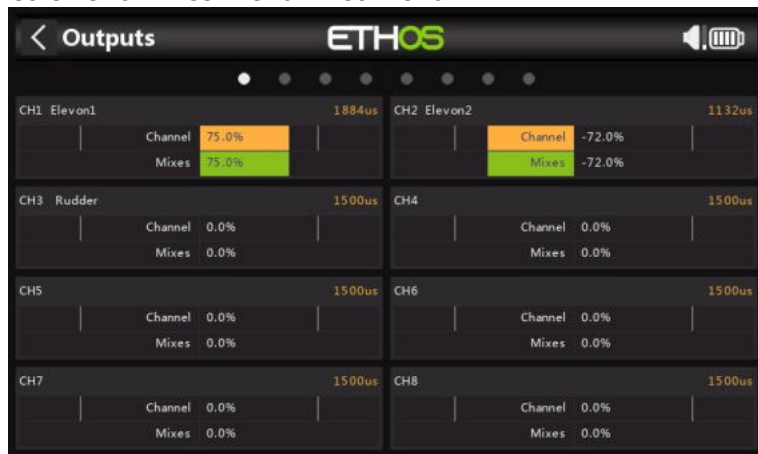 Outputs ETHOS
CH1 Elevon1 1884us
Channel 75.0%
Mixes 75.0%
CH2 Elevon2 1132us
Channel -72.0%
Mixes -72.0%
CH3 Rudder 1500us
Channel 0.0%
Mixes 0.0%
CH4 1500us
Channel 0.0%
Mixes 0.0%
CH5 1500us
Channel 0.0%
Mixes 0.0%
CH6 1500us
Channel 0.0%
Mixes 0.0%
CH7 1500us
Channel 0.0%
Mixes 0.0%
CH8 1500us
Channel 0.0%
Mixes 0.0%